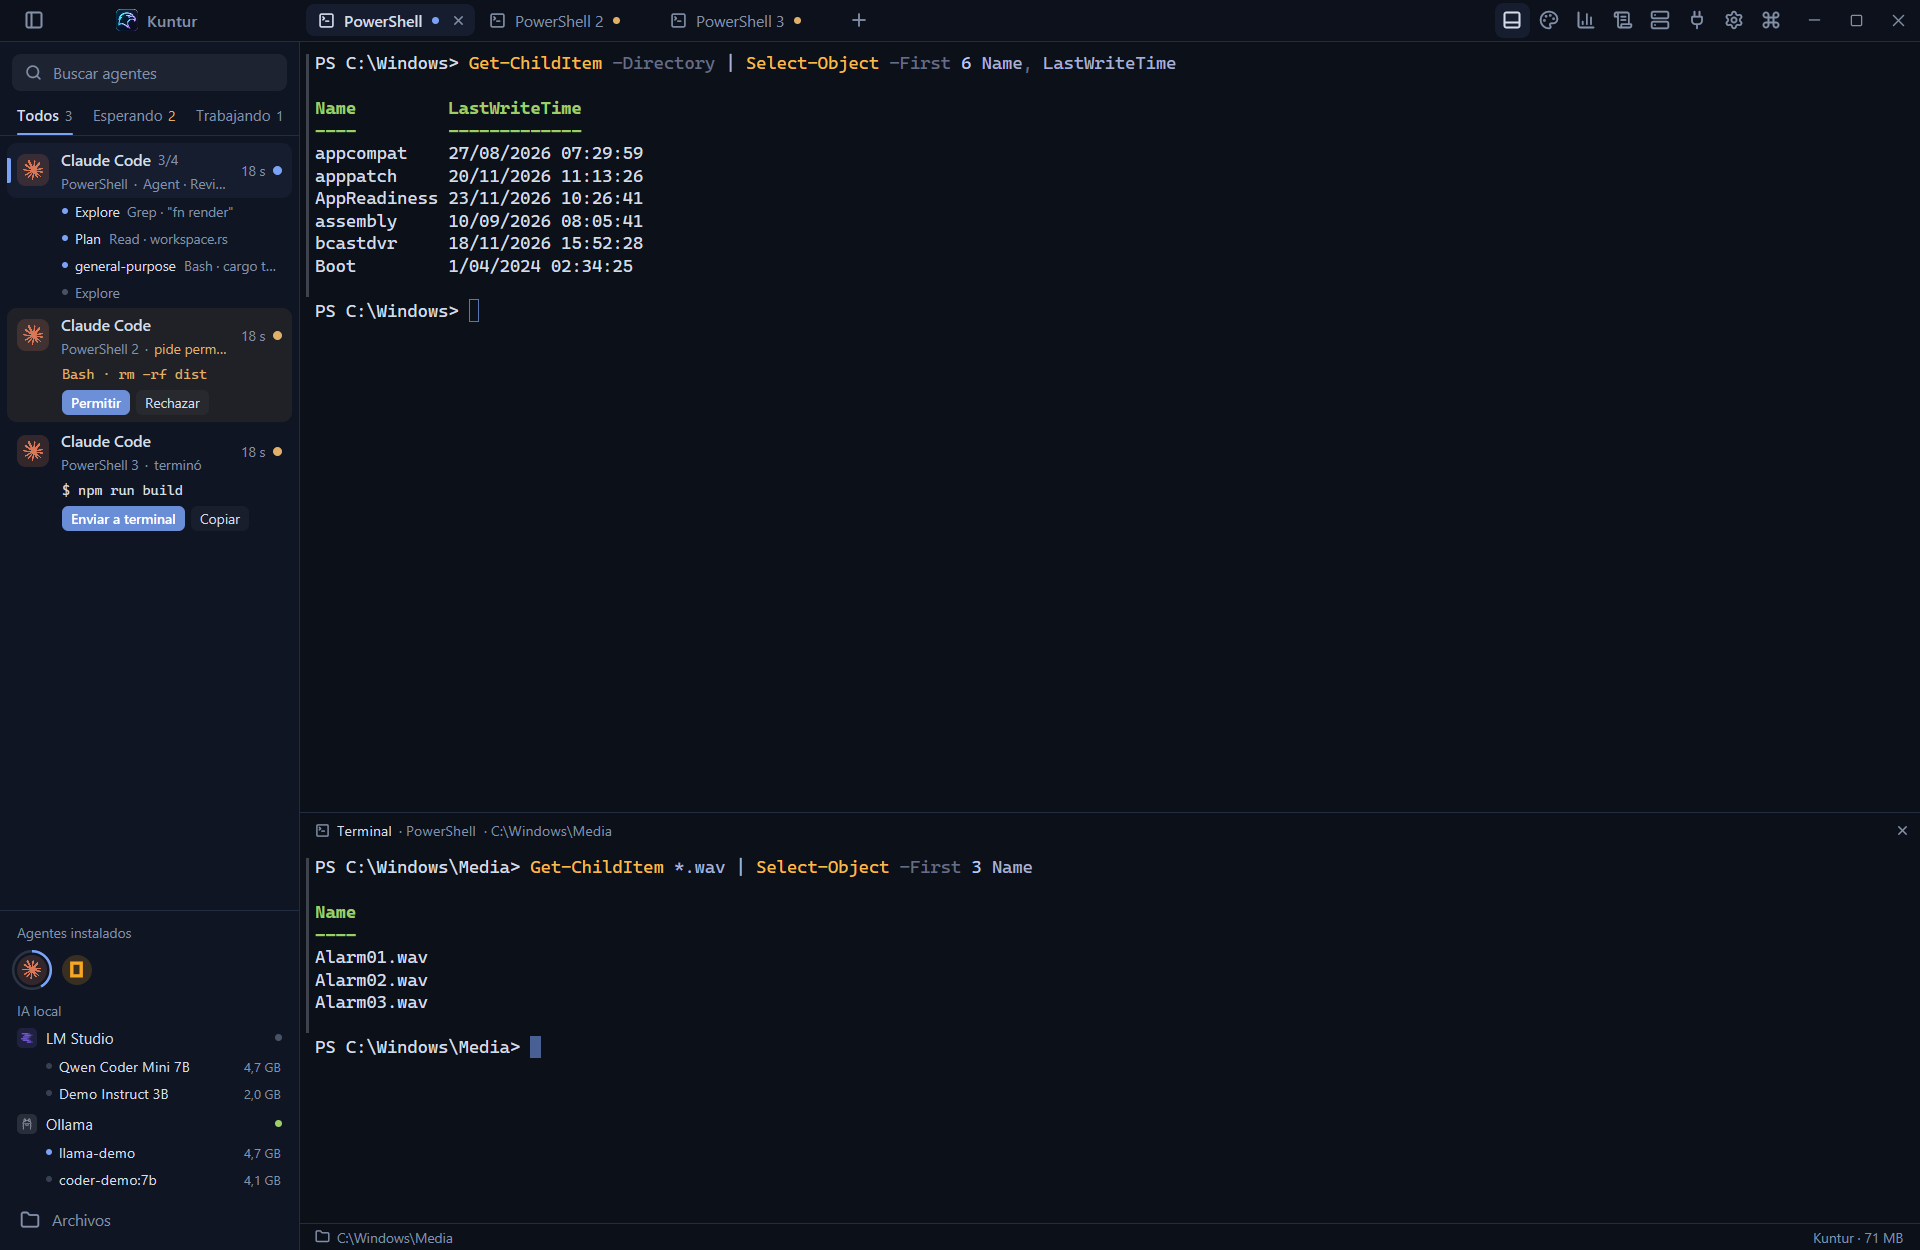 Kuntur
PowerShell
PowerShell 2
PowerShell 3
Buscar agentes
Todos 3 Esperando 2 Trabajando 1
Claude Code 3/4
PowerShell · Agent · Revi...
18 s
Explore Grep · "fn render"
Plan Read · workspace.rs
general-purpose Bash · cargo t...
Explore
Claude Code
PowerShell 2 · pide perm...
18 s
Bash · rm -rf dist
Permitir Rechazar
Claude Code
PowerShell 3 · terminó
18 s
$ npm run build
Enviar a terminal Copiar
Agentes instalados
IA local
LM Studio
Qwen Coder Mini 7B 4,7 GB
Demo Instruct 3B 2,0 GB
Ollama
llama-demo 4,7 GB
coder-demo:7b 4,1 GB
Archivos
PS C:\Windows> Get-ChildItem -Directory | Select-Object -First 6 Name, LastWriteTime
Name LastWriteTime
---- -------------
appcompat 27/08/2026 07:29:59
apppatch 20/11/2026 11:13:26
AppReadiness 23/11/2026 10:26:41
assembly 10/09/2026 08:05:41
bcastdvr 18/11/2026 15:52:28
Boot 1/04/2024 02:34:25
PS C:\Windows>
Terminal · PowerShell · C:\Windows\Media
PS C:\Windows\Media> Get-ChildItem *.wav | Select-Object -First 3 Name
Name
----
Alarm01.wav
Alarm02.wav
Alarm03.wav
PS C:\Windows\Media>
C:\Windows\Media
Kuntur · 71 MB